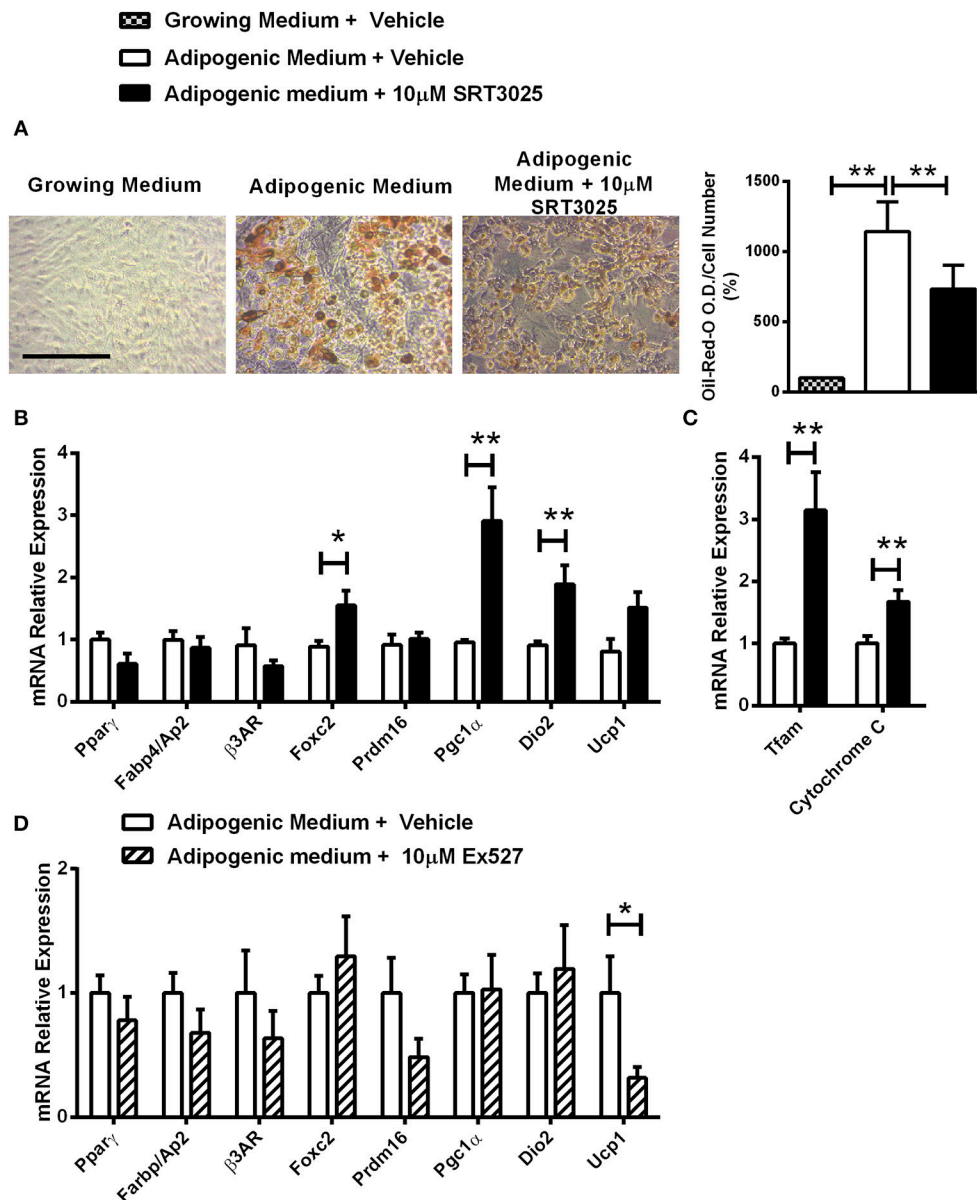 Growing Medium + Vehicle
Adipogenic Medium + Vehicle
Adipogenic medium + 10μM SRT3025
A
Growing Medium
Adipogenic Medium
Adipogenic
Medium + 10μM
SRT3025
Oil-Red-O O.D./Cell Number
(%)
1500
1000
500
0
** **
B
mRNA Relative Expression
4
3
2
1
0
* ** **
Pparγ
Fabp4/Ap2
β3AR
Foxc2
Prdm16
Pgc1α
Dio2
Ucp1
C
mRNA Relative Expression
4
2
1
0
** **
Tfam
Cytochrome C
D
Adipogenic Medium + Vehicle
Adipogenic medium + 10μM Ex527
mRNA Relative Expression
2
1
0
*
Pparγ
Farbp/Ap2
β3AR
Foxc2
Prdm16
Pgc1α
Dio2
Ucp1